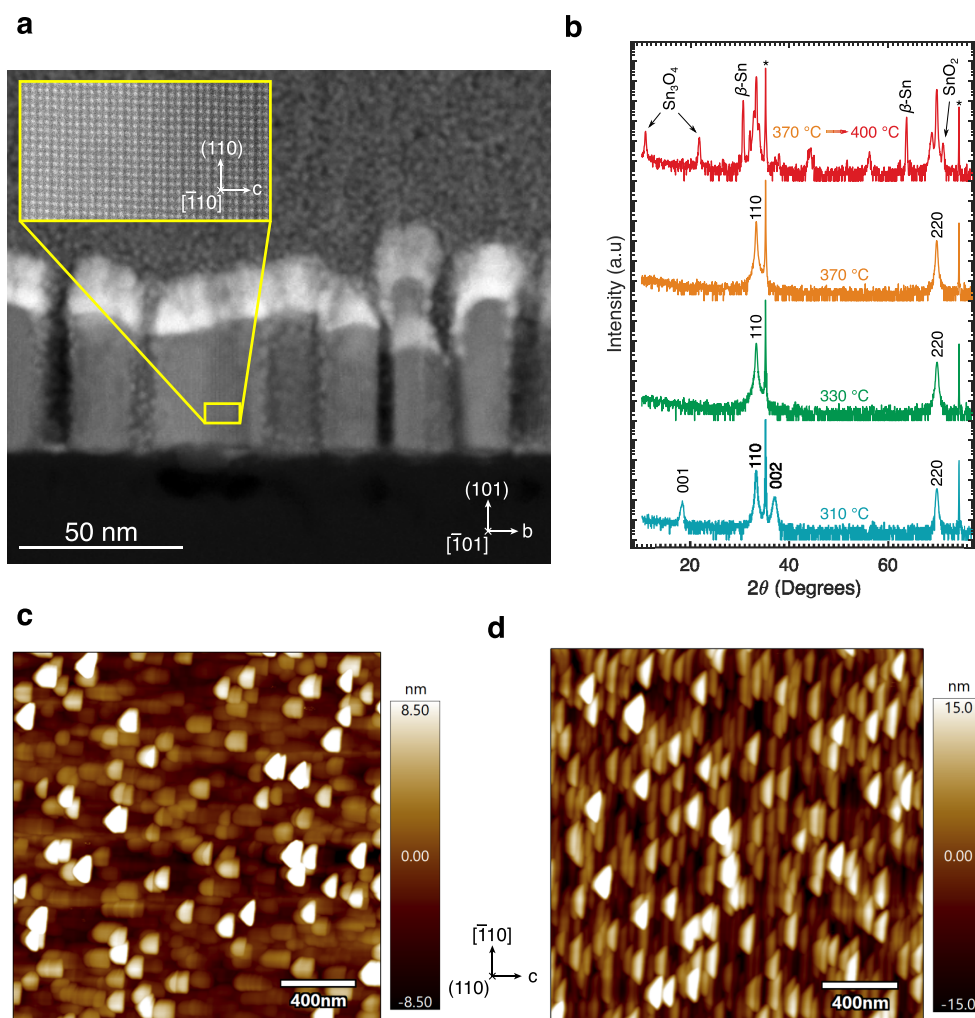 a
(110)
c
[1̅10]
(101)
50 nm
[1̅01]
b
b
Sn3O4
β-Sn
*
β-Sn
SnO2
*
370 °C
400 °C
110
220
370 °C
110
220
330 °C
001
110
002
220
310 °C
Intensity (a.u)
20
40
60
2θ (Degrees)
c
nm
8.50
0.00
-8.50
400nm
[1̅10]
(110)
c
d
nm
15.0
0.00
-15.0
400nm